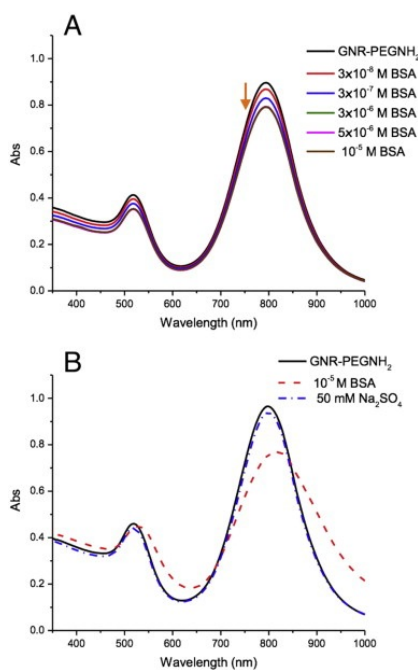 A
GNR-PEGNH₂
3x10⁻⁸ M BSA
3x10⁻⁷ M BSA
3x10⁻⁶ M BSA
5x10⁻⁶ M BSA
10⁻⁵ M BSA
Abs
1.0
0.8
0.6
0.4
0.2
0.0
400 500 600 700 800 900 1000
Wavelength (nm)
B
GNR-PEGNH₂
10⁻⁵ M BSA
50 mM Na₂SO₄
Abs
1.0
0.8
0.6
0.4
0.2
0.0
400 500 600 700 800 900 1000
Wavelength (nm)